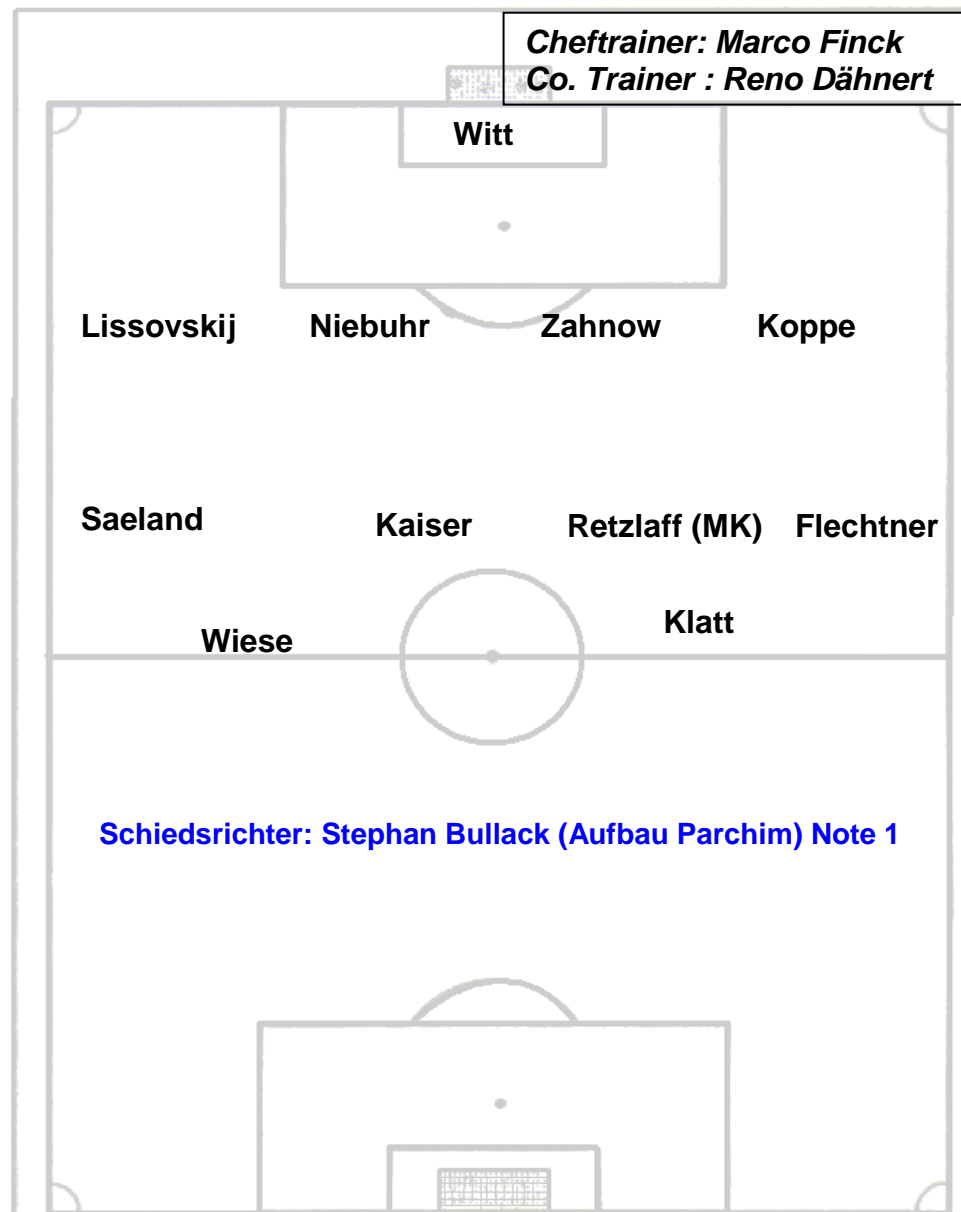 Cheftrainer: Marco Finck
Co. Trainer : Reno Dähnert
Witt
Lissovskij Niebuhr Zahnow Koppe
Saeland Kaiser Retzlaff (MK) Flechtner
Wiese Klatt
Schiedsrichter: Stephan Bullack (Aufbau Parchim) Note 1